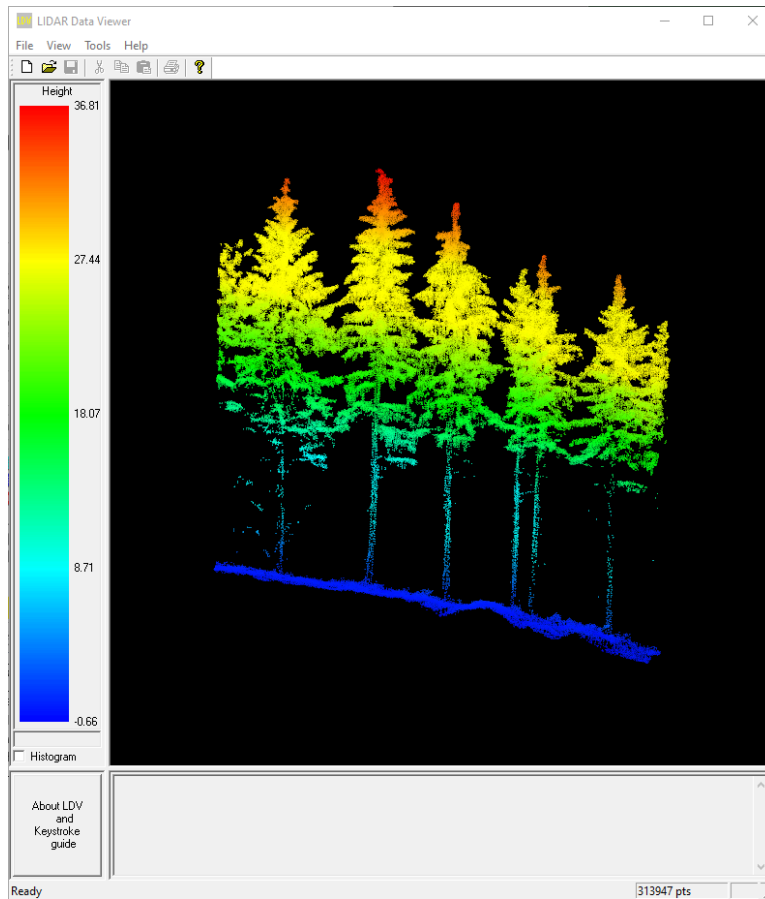 LDV LIDAR Data Viewer
File View Tools Help
Height
36.81
27.44
18.07
8.71
-0.66
Histogram
About LDV
and
Keystroke
guide
Ready 313947 pts